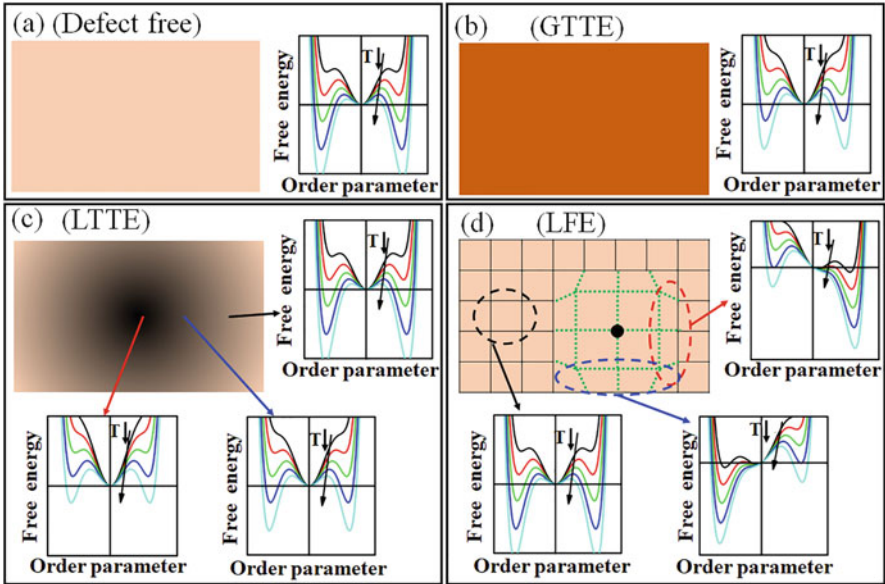 (a) (Defect free)
Free energy
T
Order parameter
(b) (GTTE)
Free energy
T
Order parameter
(c) (LTTE)
Free energy
T
Order parameter
Free energy
T
Order parameter
Free energy
T
Order parameter
(d) (LFE)
Free energy
T
Order parameter
Free energy
T
Order parameter
Free energy
T
Order parameter